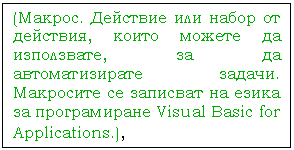 (Макрос. Действие или набор от
действия, които можете да
използвате, за да
автоматизирате задачи.
Макросите се записват на езика
за програмиране Visual Basic for
Applications.),